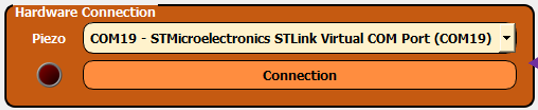 Hardware Connection
Piezo COM19 - STMicroelectronics STLink Virtual COM Port (COM19)
Connection